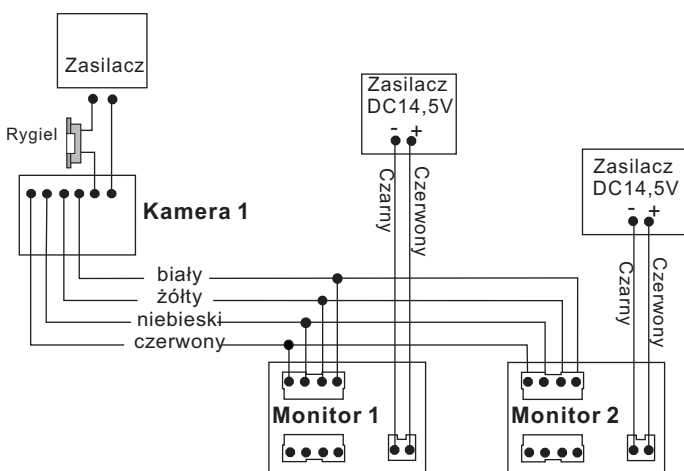 Zasilacz
Rygiel
Kamera 1
Zasilacz
DC14,5V
- +
Czarny
Czerwony
Zasilacz
DC14,5V
- +
Czarny
Czerwony
biały
żółty
niebieski
czerwony
Monitor 1
Monitor 2